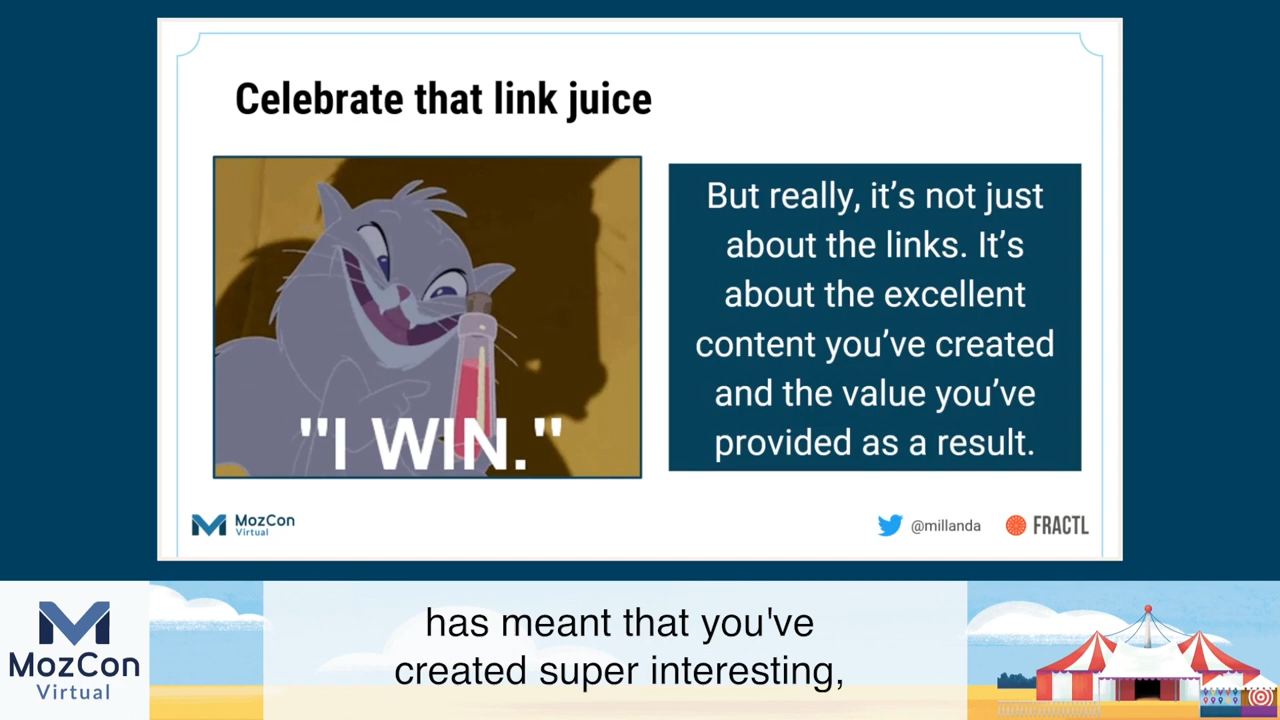 Celebrate that link juice
"I WIN."
But really, it’s not just
about the links. It’s
about the excellent
content you’ve created
and the value you’ve
provided as a result.
MozCon
Virtual
@millanda
FRACTL
has meant that you've
created super interesting,
MozCon
Virtual